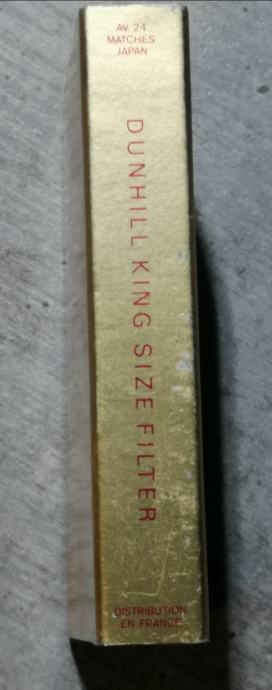 AV. 24
MATCHES
JAPAN
DUNHILL KING SIZE FILTER
DISTRIBUTION
EN FRANCE